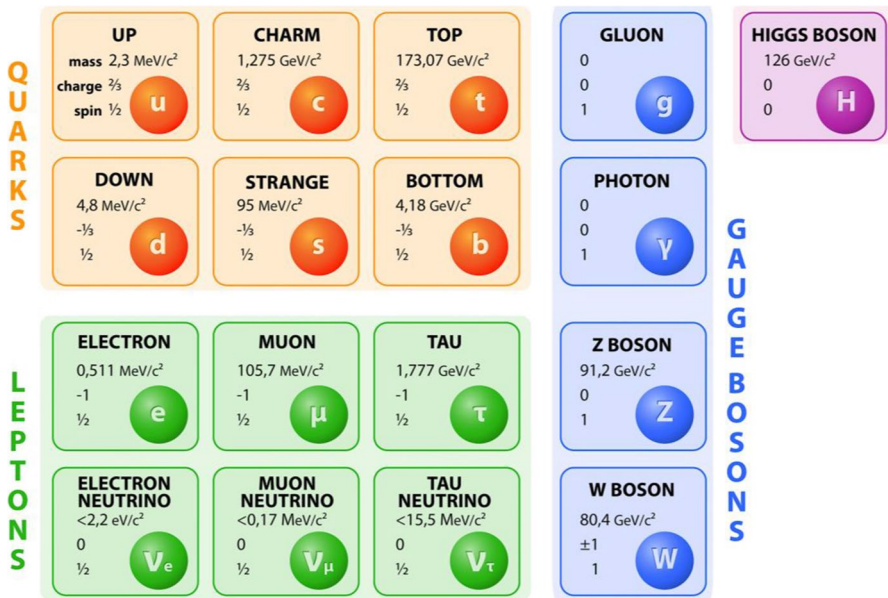 QUARKS
UP
mass 2,3 MeV/c²
charge ⅔
spin ½
u
CHARM
1,275 GeV/c²
⅔
½
c
TOP
173,07 GeV/c²
⅔
½
t
DOWN
4,8 MeV/c²
-⅓
½
d
STRANGE
95 MeV/c²
-⅓
½
s
BOTTOM
4,18 GeV/c²
-⅓
½
b
LEPTONS
ELECTRON
0,511 MeV/c²
-1
½
e
MUON
105,7 MeV/c²
-1
½
μ
TAU
1,777 GeV/c²
-1
½
τ
ELECTRON
NEUTRINO
<2,2 eV/c²
0
½
νe
MUON
NEUTRINO
<0,17 MeV/c²
0
½
νμ
TAU
NEUTRINO
<15,5 MeV/c²
0
½
ντ
GLUON
0
0
1
g
PHOTON
0
0
1
γ
Z BOSON
91,2 GeV/c²
0
1
Z
W BOSON
80,4 GeV/c²
±1
1
W
GAUGE BOSONS
HIGGS BOSON
126 GeV/c²
0
0
H